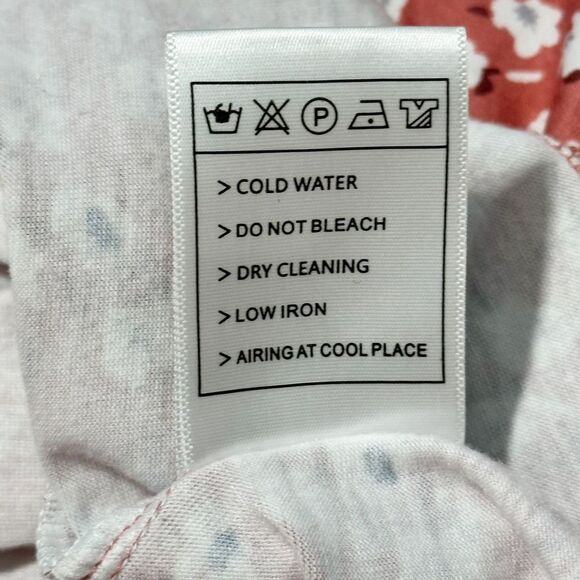 P
> COLD WATER
> DO NOT BLEACH
> DRY CLEANING
> LOW IRON
> AIRING AT COOL PLACE